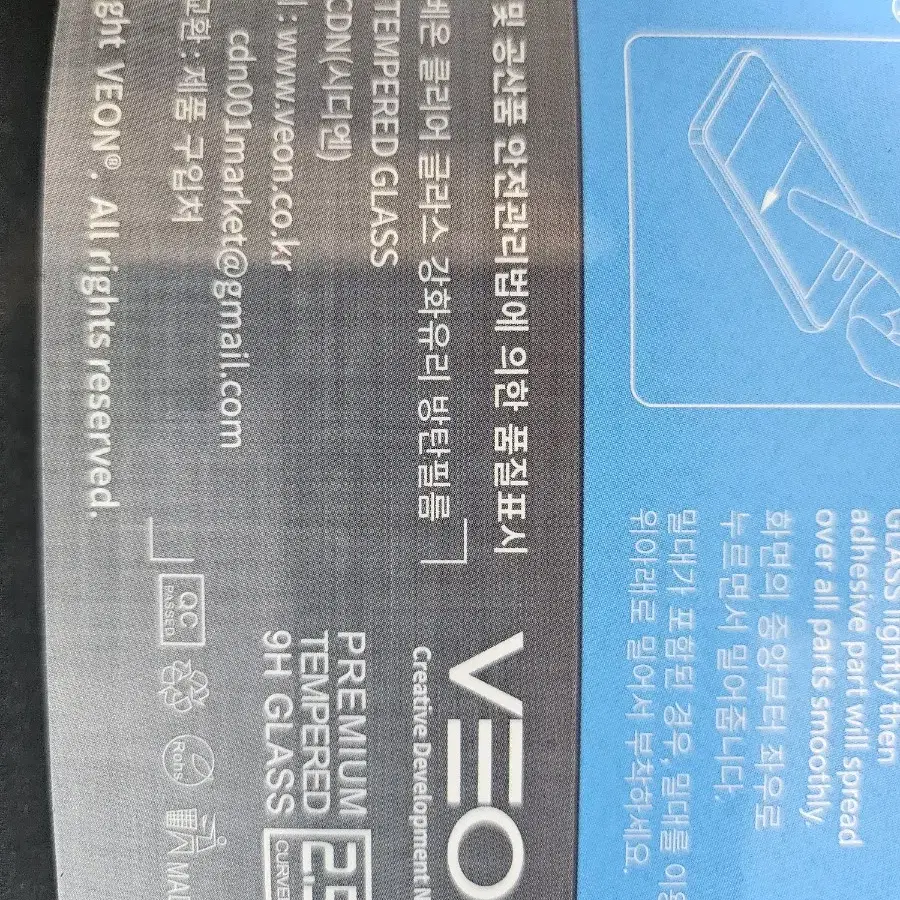 GLASS lightly then
adhesive part will spread
over all parts smoothly.
화면의 중앙부터 좌우로
누르면서 밀어줍니다.
밀대가 포함된 경우, 밀대를
위아래로 밀어서 부착하세요.
및 공산품 안전관리법에 의한 품질표시
클리어 글라스 강화유리 방탄필름
TEMPERED GLASS
CDN(시디엔)
: www.veon.co.kr
cdn001market@gmail.com
교환 : 제품 구입처
VEON®. All rights reserved.
VEO
Creative Development
PREMIUM
TEMPERED
9H GLASS
2.5
CURVE
QC
PASSED
Rohs